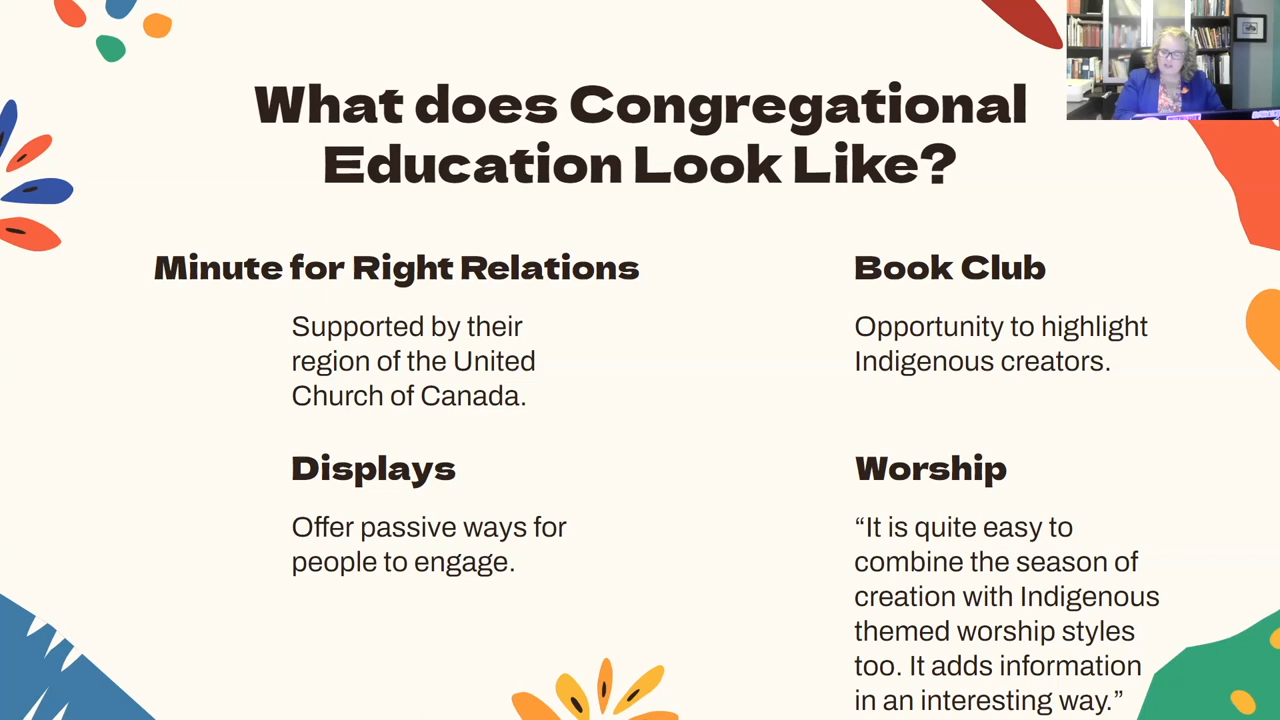 What does Congregational
Education Look Like?
Minute for Right Relations
Supported by their
region of the United
Church of Canada.
Book Club
Opportunity to highlight
Indigenous creators.
Displays
Offer passive ways for
people to engage.
Worship
“It is quite easy to
combine the season of
creation with Indigenous
themed worship styles
too. It adds information
in an interesting way.”